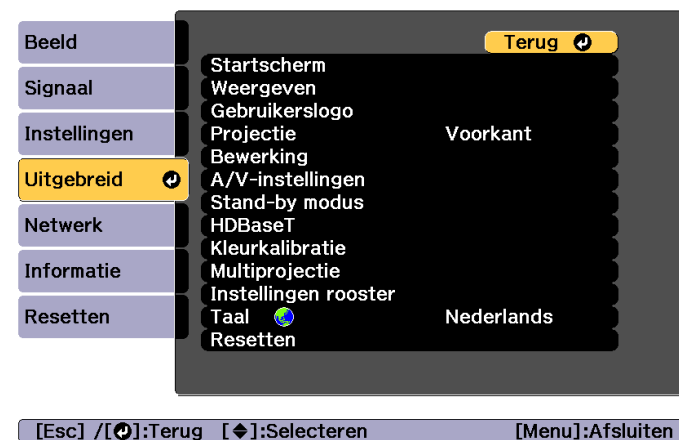 Beeld
Signaal
Instellingen
Uitgebreid
Netwerk
Informatie
Resetten
Terug
Startscherm
Weergeven
Gebruikerslogo
Projectie Voorkant
Bewerking
A/V-instellingen
Stand-by modus
HDBaseT
Kleurkalibratie
Multiprojectie
Instellingen rooster
Taal Nederlands
Resetten
[Esc] /[⏎]:Terug [◆]:Selecteren [Menu]:Afsluiten